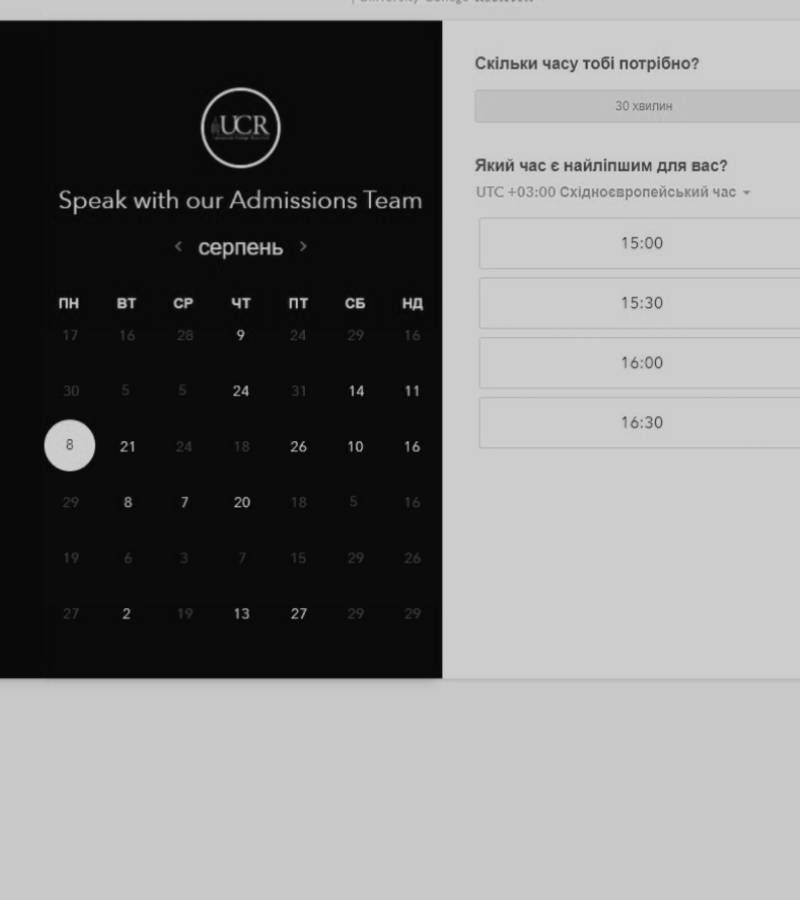 UCR
Speak with our Admissions Team
‹ серпень ›
ПН ВТ СР ЧТ ПТ СБ НД
17 16 28 9 24 29 16
30 5 5 24 31 14 11
8 21 24 18 26 10 16
29 8 7 20 18 5 16
19 6 3 7 15 29 26
27 2 19 13 27 29 29
Скільки часу тобі потрібно?
30 хвилин
Який час є найліпшим для вас?
UTC +03:00 Східноєвропейський час
15:00
15:30
16:00
16:30